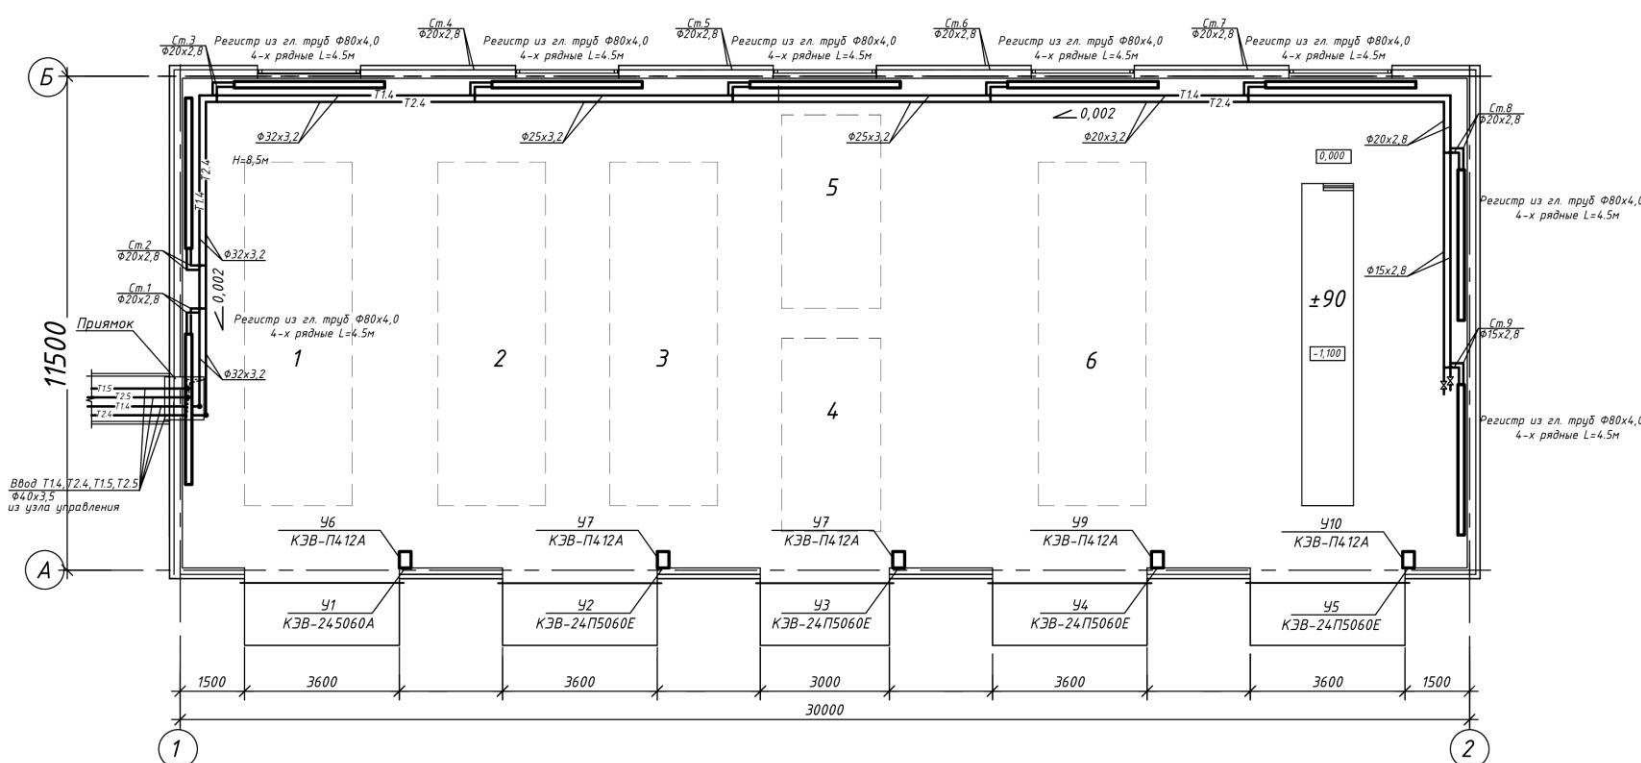 Ст.3
Ф20х2,8
Регистр из гл. труб Ф80х4,0
4-х рядные L=4.5м
Ст.4
Ф20х2,8
Регистр из гл. труб Ф80х4,0
4-х рядные L=4.5м
Ст.5
Ф20х2,8
Регистр из гл. труб Ф80х4,0
4-х рядные L=4.5м
Ст.6
Ф20х2,8
Регистр из гл. труб Ф80х4,0
4-х рядные L=4.5м
Ст.7
Ф20х2,8
Регистр из гл. труб Ф80х4,0
4-х рядные L=4.5м
Б
Т1.4
Т2.4
Т1.4
Т2.4
0,002
Ф32х3,2
Ф25х3,2
Ф25х3,2
Ф20х3,2
Ф20х2,8
Ст.8
Ф20х2,8
Н=8,5м
Т2.4
Т1.4
0,000
5
Регистр из гл. труб Ф80х4,0
4-х рядные L=4.5м
Ст.2
Ф20х2,8
Ф32х3,2
0,002
Ф15х2,8
Ст.1
Ф20х2,8
±90
Приямок
Регистр из гл. труб Ф80х4,0
4-х рядные L=4.5м
Ст.9
Ф15х2,8
11500
1
2
3
6
-1,100
Ф32х3,2
Т1.5
Т2.5
Т1.4
Т2.4
4
Регистр из гл. труб Ф80х4,0
4-х рядные L=4.5м
Ввод Т1.4,Т2.4,Т1.5,Т2.5
Ф40х3,5
из узла управления
У6
КЭВ-П412А
У7
КЭВ-П412А
У7
КЭВ-П412А
У9
КЭВ-П412А
У10
КЭВ-П412А
А
У1
КЭВ-245060А
У2
КЭВ-24П5060Е
У3
КЭВ-24П5060Е
У4
КЭВ-24П5060Е
У5
КЭВ-24П5060Е
1500
3600
3600
3000
3600
3600
1500
30000
1
2